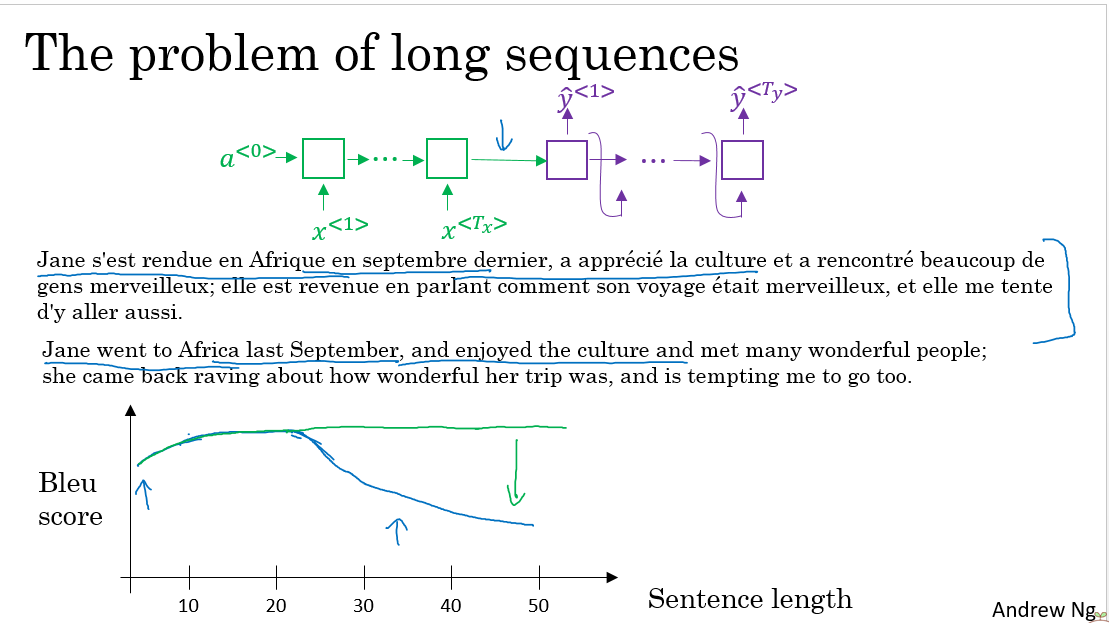 The problem of long sequences
ŷ<1> ŷ<Ty>
a<0>
x<1> x<Tx>
Jane s'est rendue en Afrique en septembre dernier, a apprécié la culture et a rencontré beaucoup de
gens merveilleux; elle est revenue en parlant comment son voyage était merveilleux, et elle me tente
d'y aller aussi.
Jane went to Africa last September, and enjoyed the culture and met many wonderful people;
she came back raving about how wonderful her trip was, and is tempting me to go too.
Bleu
score
10 20 30 40 50
Sentence length
Andrew Ng